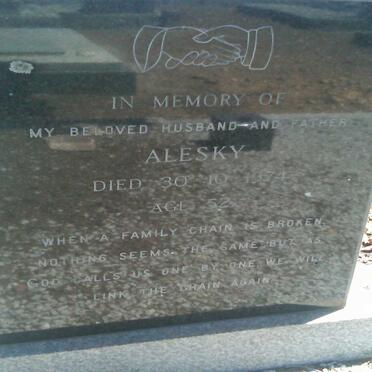 IN MEMORY OF
MY BELOVED HUSBAND AND FATHER
ALESKY
DIED 30 10
AGE 52
WHEN A FAMILY CHAIN IS BROKEN,
NOTHING SEEMS THE SAME BUT AS
GOD CALLS US ONE BY ONE WE WILL
LINK THE CHAIN AGAIN